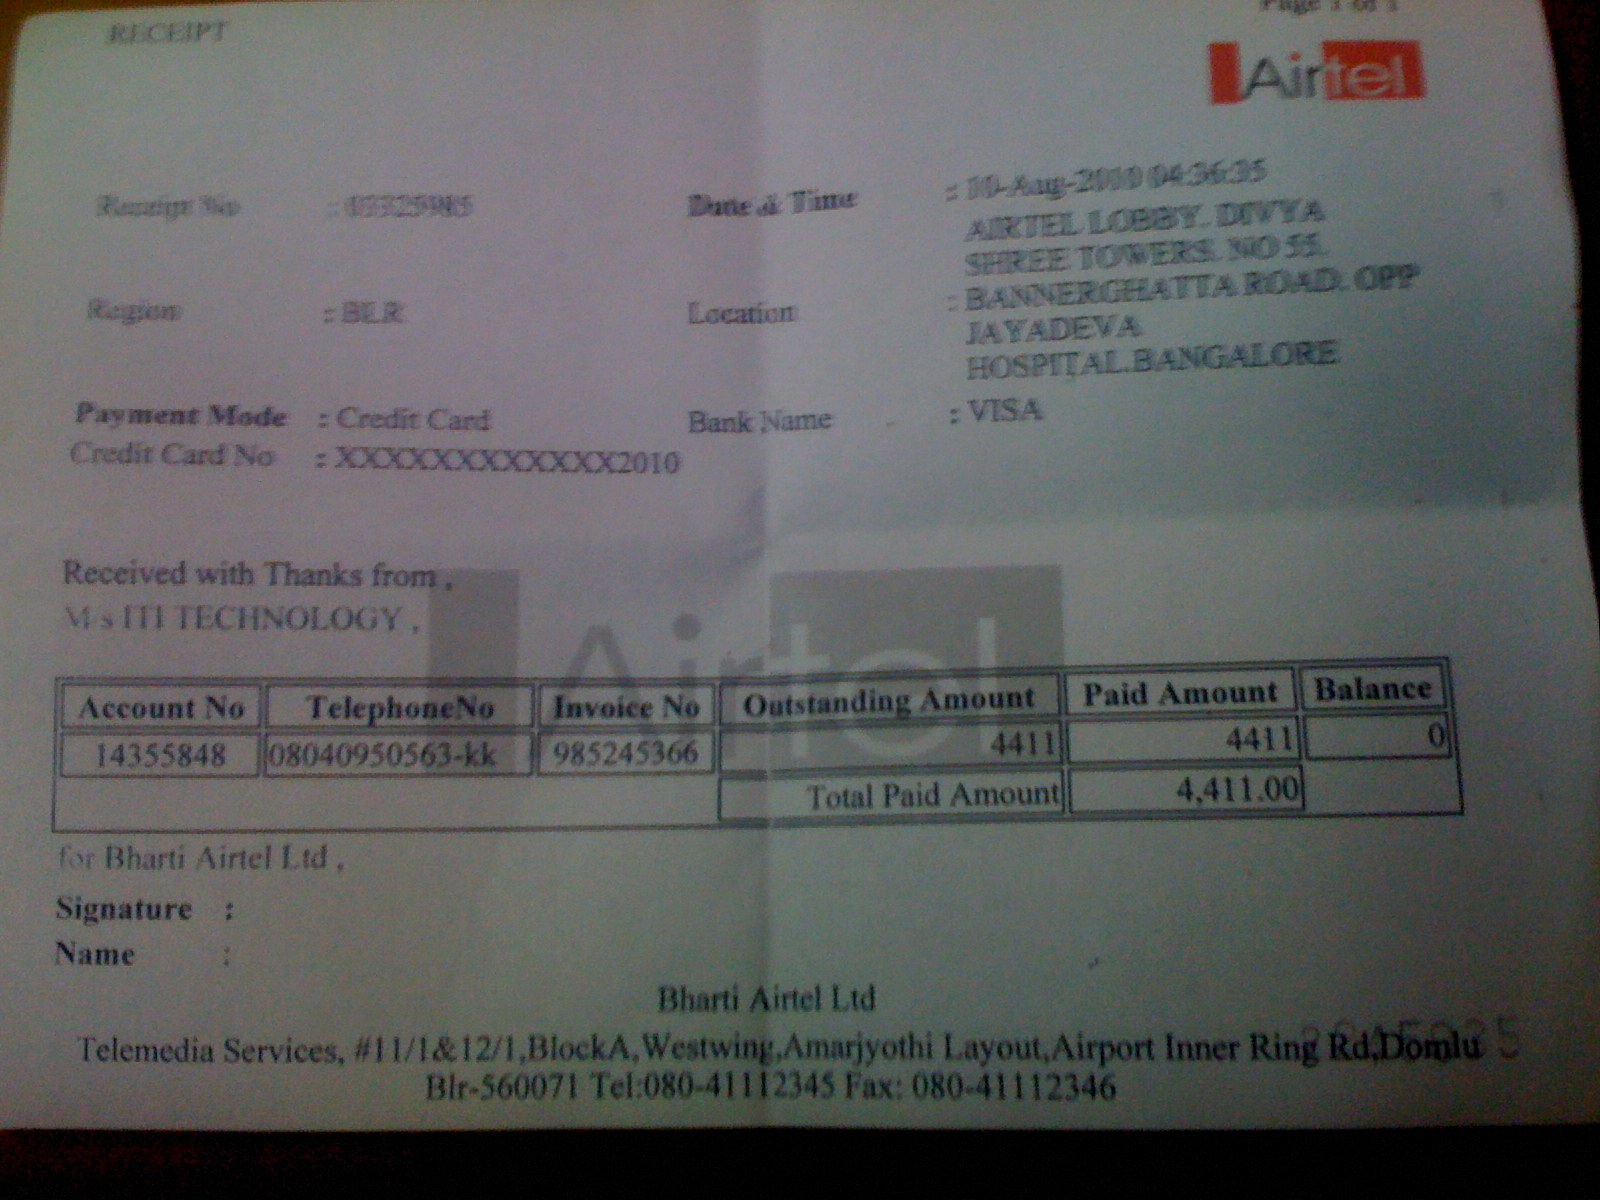 Page 1 of 1
RECEIPT
Airtel
Receipt No : Date & Time : 10-Aug-2010 04:36:35
AIRTEL LOBBY. DIVYA
SHREE TOWERS. NO 55.
Region : BLR Location : BANNERGHATTA ROAD. OPP
JAYADEVA
HOSPITAL.BANGALORE
Payment Mode : Credit Card Bank Name : VISA
Credit Card No : XXXXXXXXXXXX2010
Received with Thanks from ,
M s ITI TECHNOLOGY ,
Airtel
Account No TelephoneNo Invoice No Outstanding Amount Paid Amount Balance
14355848 08040950563-kk 985245366 4411 4411 0
Total Paid Amount 4,411.00
for Bharti Airtel Ltd ,
Signature :
Name :
Bharti Airtel Ltd
Telemedia Services, #11/1&12/1,BlockA,Westwing,Amarjyothi Layout,Airport Inner Ring Rd,Domlu
Blr-560071 Tel:080-41112345 Fax: 080-41112346